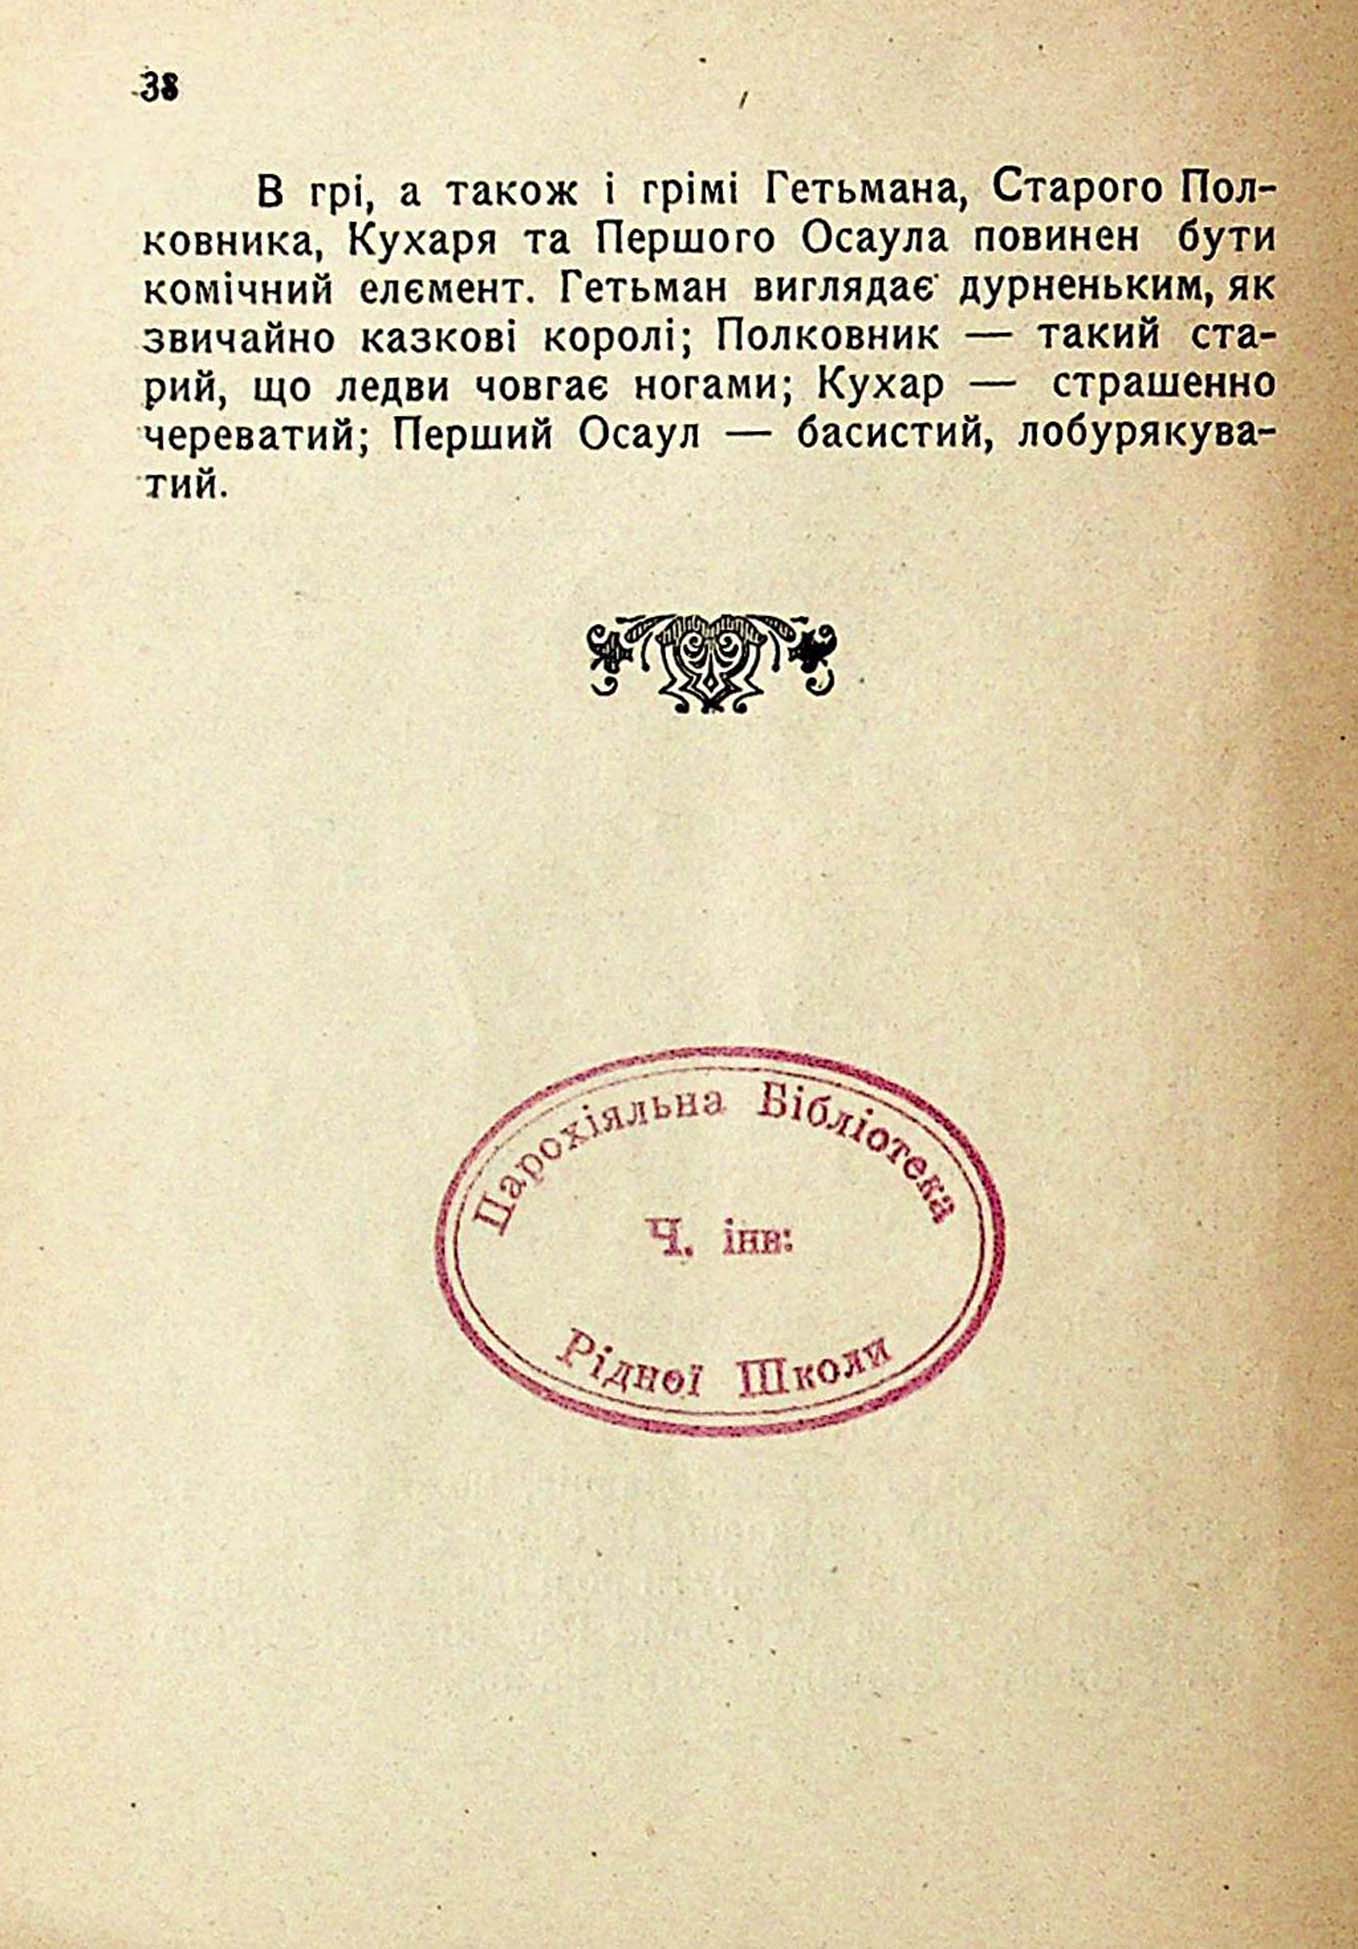 38
В грі, а також і грімі Гетьмана, Старого Пол-
ковника, Кухаря та Першого Осаула повинен бути
комічний елємент. Гетьман виглядає дурненьким, як
звичайно казкові королі; Полковник — такий ста-
рий, що ледви човгає ногами; Кухар — страшенно
череватий; Перший Осаул — басистий, лобурякува-
тий.
Парохіяльна Бібліотека
Ч. інв:
Рідної Школи